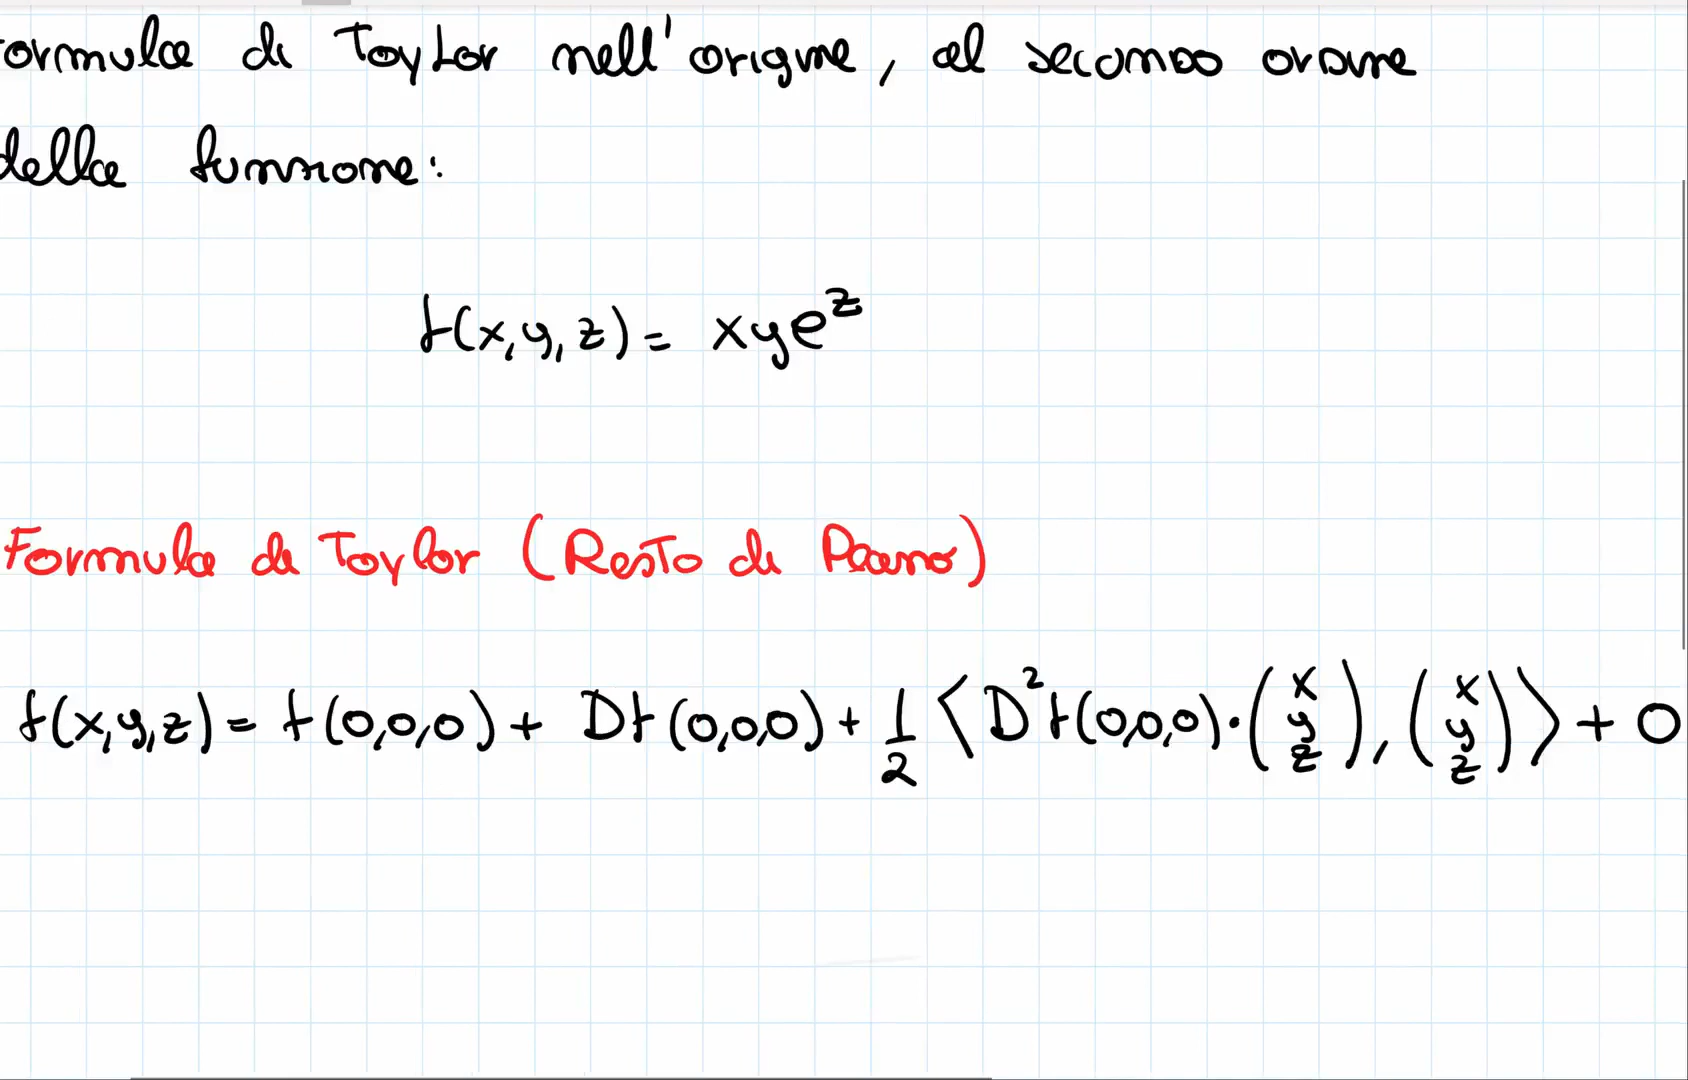 ormula di Taylor nell'origine, al secondo ordine
della funzione:
f(x,y,z) = xye^z
Formula di Taylor (Resto di Peano)
f(x,y,z) = f(0,0,0) + Df(0,0,0) + 1/2 ⟨D²f(0,0,0)·(x y z), (x y z)⟩ + o